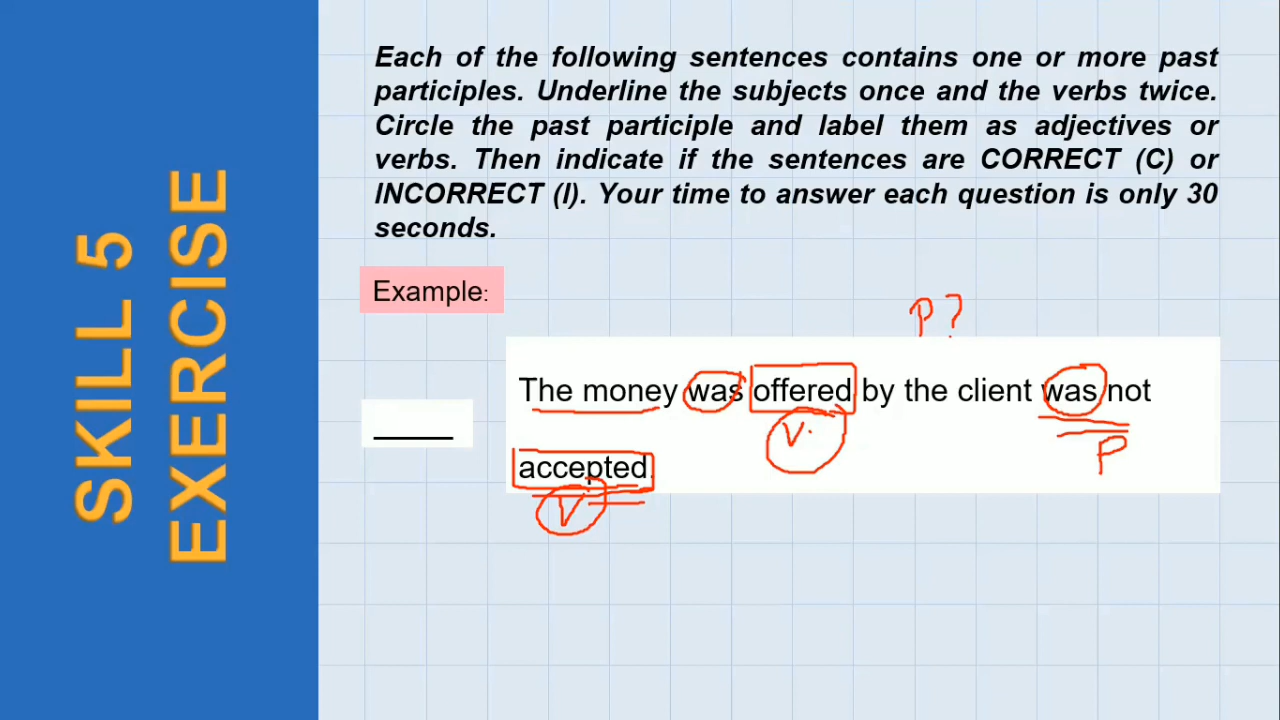 SKILL 5
EXERCISE
Each of the following sentences contains one or more past
participles. Underline the subjects once and the verbs twice.
Circle the past participle and label them as adjectives or
verbs. Then indicate if the sentences are CORRECT (C) or
INCORRECT (I). Your time to answer each question is only 30
seconds.
Example:
P?
The money was offered by the client was not
V.
P
accepted.
V